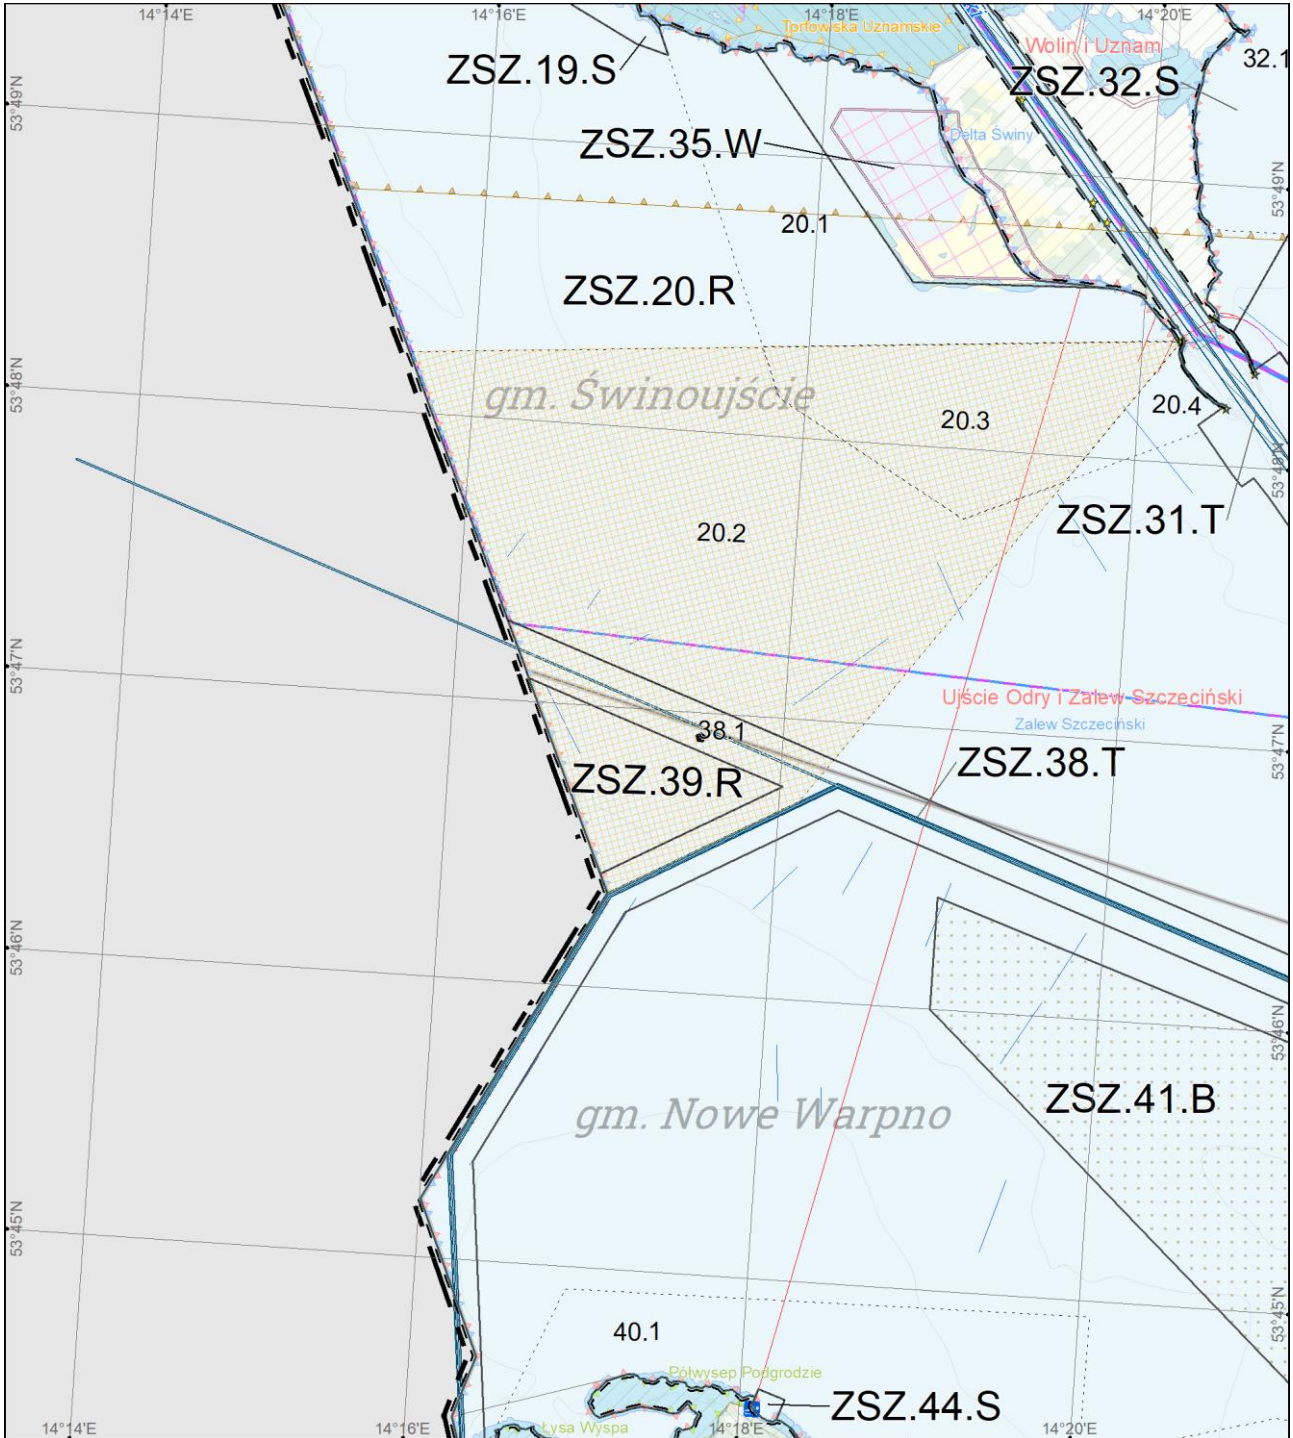 14°14'E
14°16'E
14°18'E
14°20'E
Torfowiska Uznamskie
Wolin i Uznam
32.1
ZSZ.19.S
ZSZ.32.S
53°49'N
Delta Świny
ZSZ.35.W
53°49'N
20.1
ZSZ.20.R
53°48'N
gm. Świnoujście
20.3
20.4
53°48'N
20.2
ZSZ.31.T
53°47'N
Ujście Odry i Zalew Szczeciński
Zalew Szczeciński
38.1
53°47'N
ZSZ.38.T
ZSZ.39.R
53°46'N
53°46'N
ZSZ.41.B
gm. Nowe Warpno
53°45'N
53°45'N
40.1
Półwysep Podgrodzie
ZSZ.44.S
Łysa Wyspa
14°14'E
14°16'E
14°18'E
14°20'E